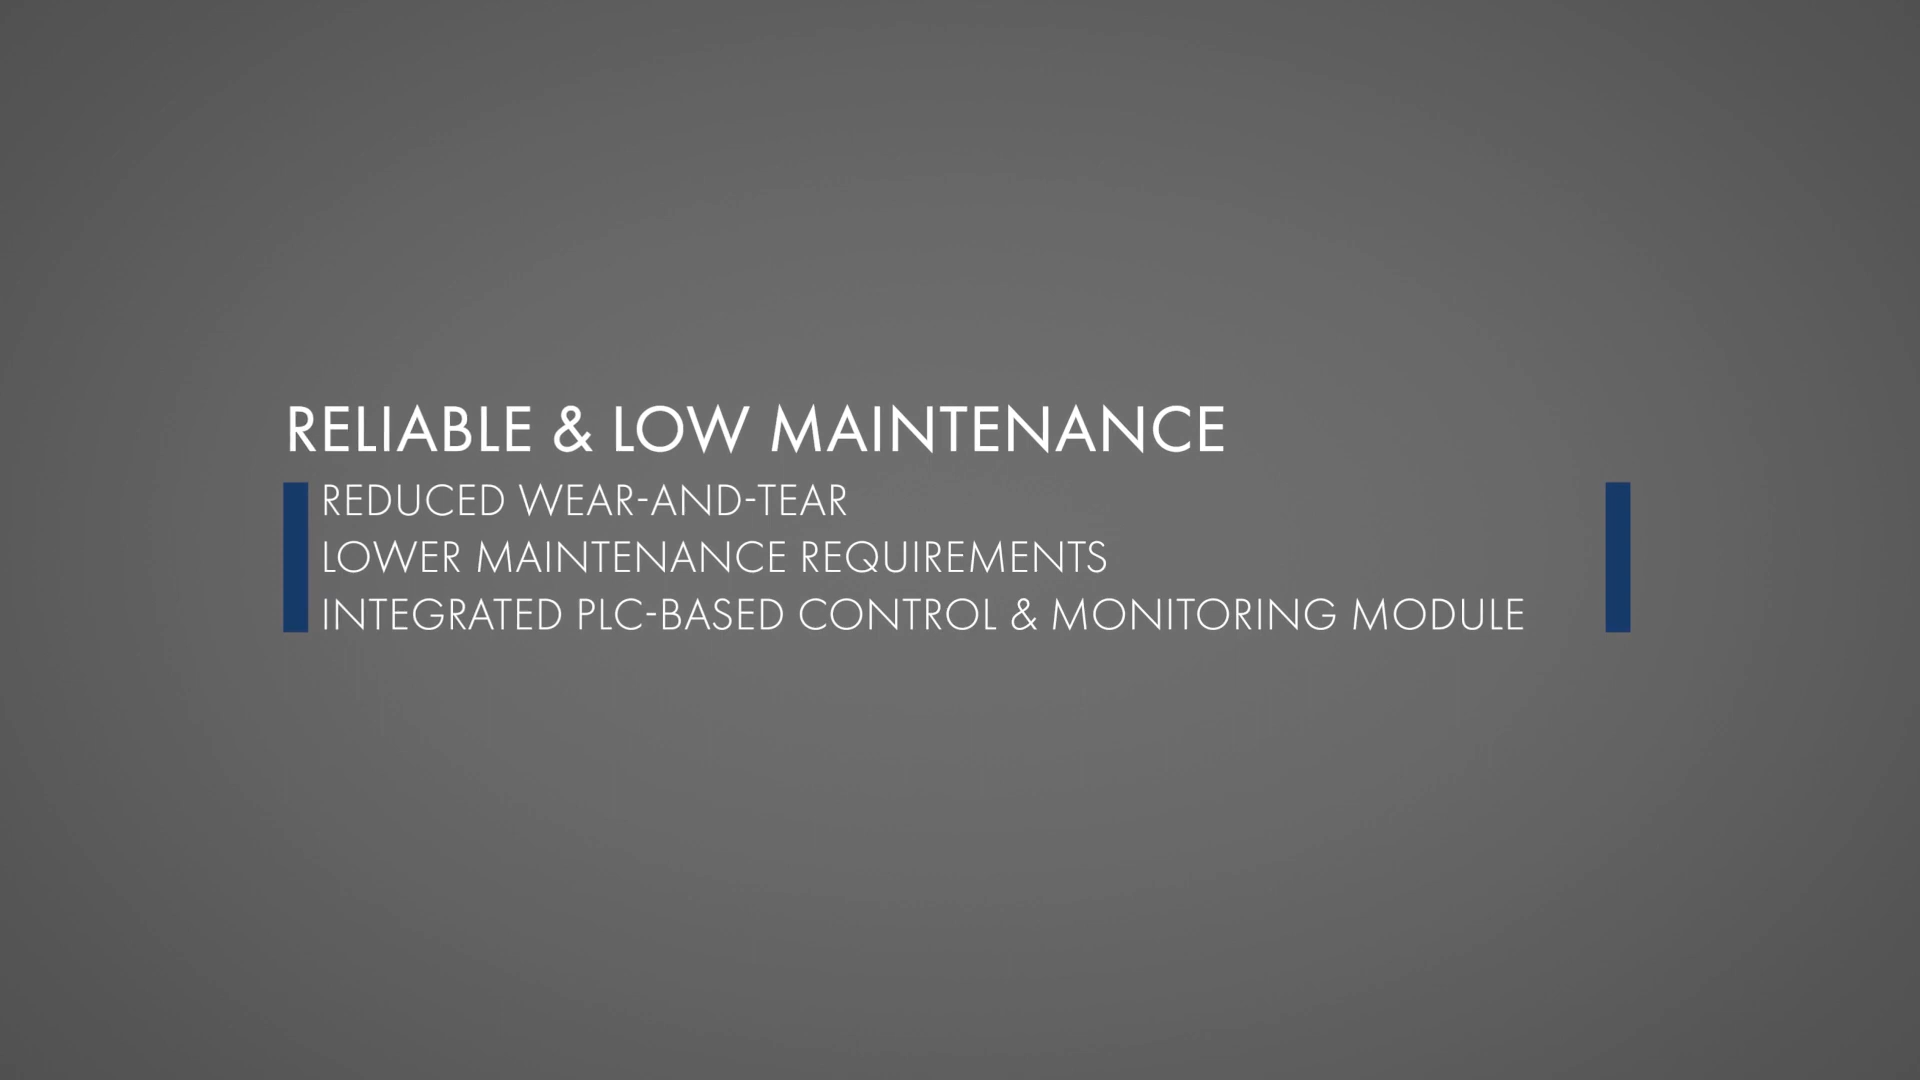 RELIABLE & LOW MAINTENANCE
REDUCED WEAR-AND-TEAR
LOWER MAINTENANCE REQUIREMENTS
INTEGRATED PLC-BASED CONTROL & MONITORING MODULE